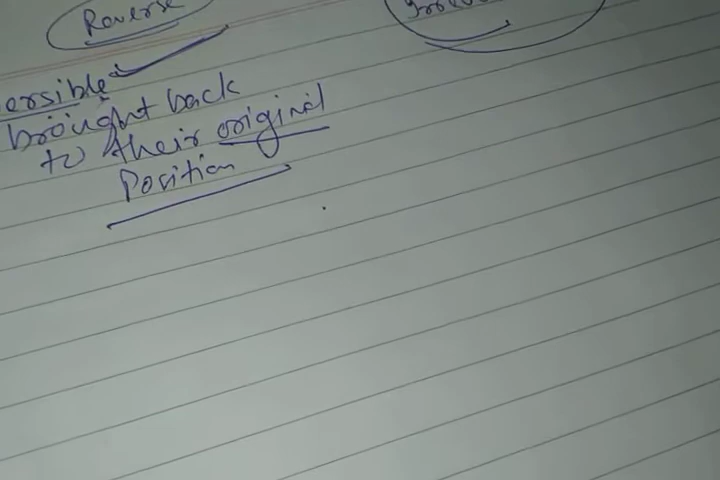 Reverse
ersible
brought back
to their original
Position